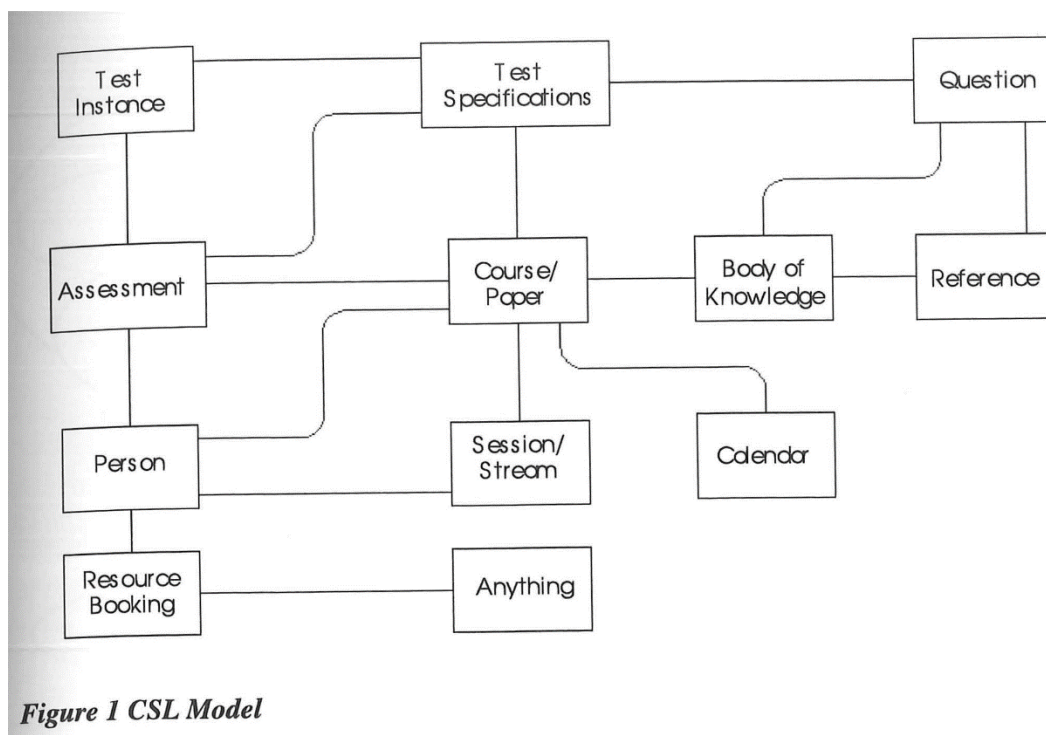 Test
Instance
Test
Specifications
Question
Assessment
Course/
Paper
Body of
Knowledge
Reference
Person
Session/
Stream
Calendar
Resource
Booking
Anything
Figure 1 CSL Model